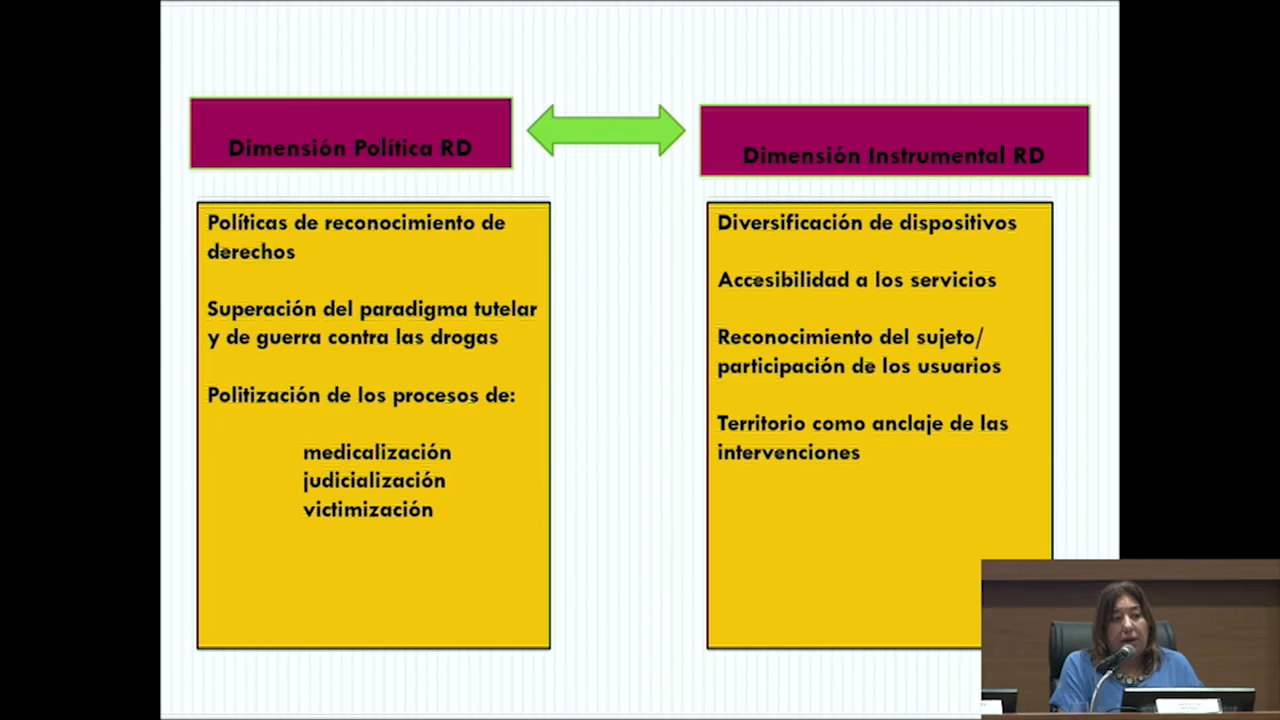 Dimensión Política RD
Dimensión Instrumental RD
Políticas de reconocimiento de
derechos
Superación del paradigma tutelar
y de guerra contra las drogas
Politización de los procesos de:
medicalización
judicialización
victimización
Diversificación de dispositivos
Accesibilidad a los servicios
Reconocimiento del sujeto/
participación de los usuarios
Territorio como anclaje de las
intervenciones